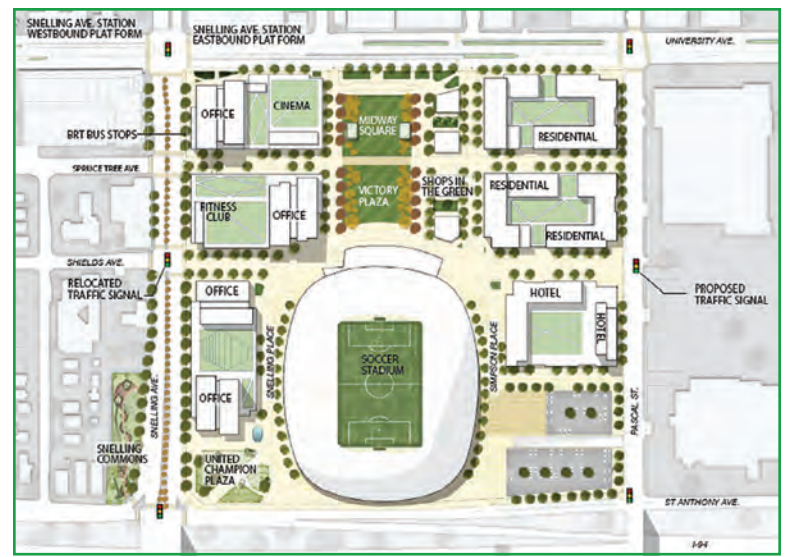 SNELLING AVE. STATION
WESTBOUND PLAT FORM
SNELLING AVE. STATION
EASTBOUND PLAT FORM
UNIVERSITY AVE.
OFFICE
CINEMA
MIDWAY
SQUARE
RESIDENTIAL
BRT BUS STOPS
SPRUCE TREE AVE.
FITNESS
CLUB
OFFICE
VICTORY
PLAZA
SHOPS IN
THE GREEN
RESIDENTIAL
RESIDENTIAL
SHIELDS AVE.
RELOCATED
TRAFFIC SIGNAL
PROPOSED
TRAFFIC SIGNAL
OFFICE
HOTEL
HOTEL
SNELLING PLACE
SOCCER
STADIUM
SIMPSON PLACE
OFFICE
SNELLING AVE.
PASCAL ST.
SNELLING
COMMONS
UNITED
CHAMPION
PLAZA
ST ANTHONY AVE.
I-94